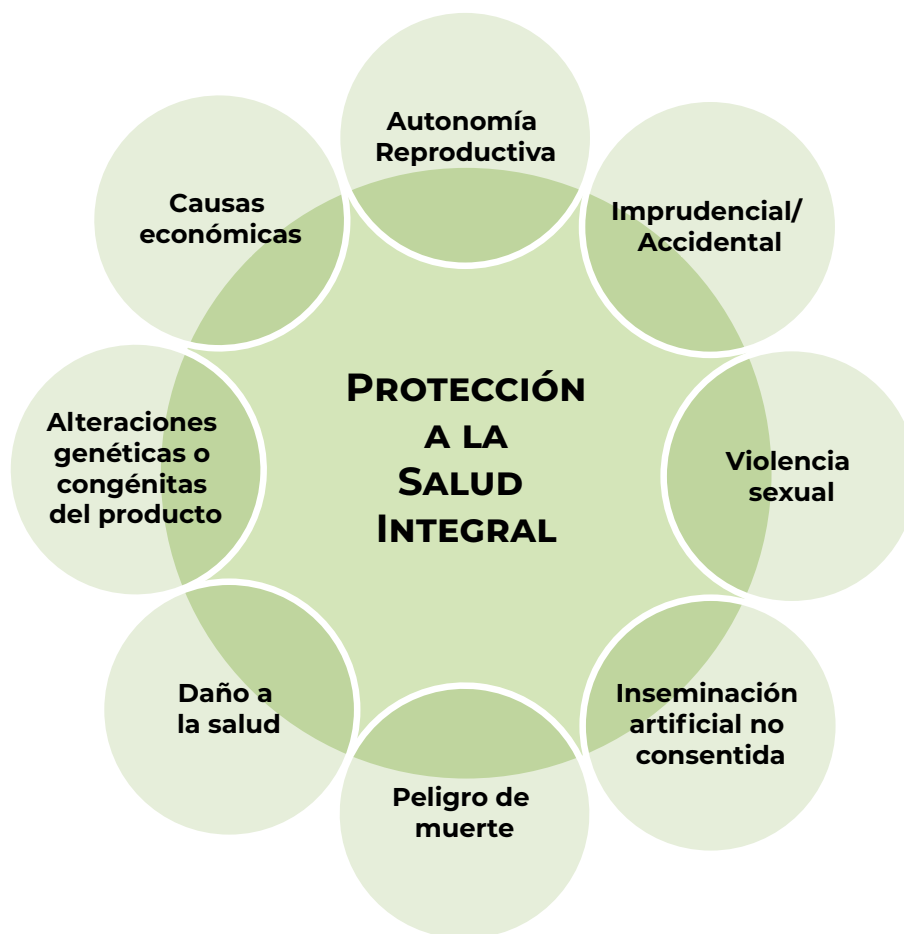 Autonomía
Reproductiva
Imprudencial/
Accidental
Violencia
sexual
Inseminación
artificial no
consentida
Peligro de
muerte
Daño a
la salud
Alteraciones
genéticas o
congénitas
del producto
Causas
económicas
PROTECCIÓN
A LA
SALUD
INTEGRAL